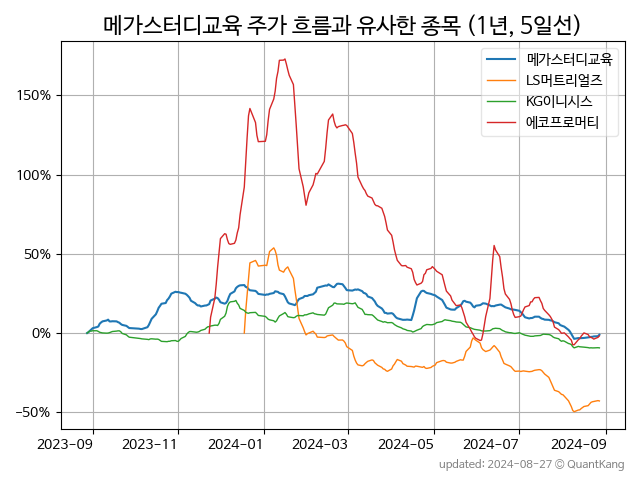 메가스터디교육 주가 흐름과 유사한 종목 (1년, 5일선)
메가스터디교육
LS머트리얼즈
KG이니시스
에코프로머티
150%
100%
50%
0%
−50%
2023-09 2023-11 2024-01 2024-03 2024-05 2024-07 2024-09
updated: 2024-08-27 © QuantKang